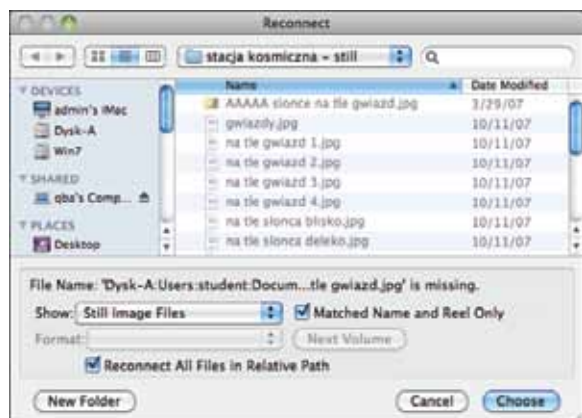 Reconnect
stacja kosmiczna – still
Name Date Modified
DEVICES
admin's iMac
Dysk-A
Win7
SHARED
qba's Comp...
PLACES
Desktop
AAAAA slonce na tle gwiazd.jpg 3/29/07
gwiazdy.jpg 10/11/07
na tle gwiazd 1.jpg 10/11/07
na tle gwiazd 2.jpg 10/11/07
na tle gwiazd 3.jpg 10/11/07
na tle gwiazd 4.jpg 10/11/07
na tle slonca blisko.jpg 10/11/07
na tle slonca deleko.jpg 10/11/07
File Name: 'Dysk-A:Users:student:Docum...tle gwiazd.jpg' is missing.
Show: Still Image Files Matched Name and Reel Only
Format: Next Volume
Reconnect All Files in Relative Path
New Folder Cancel Choose